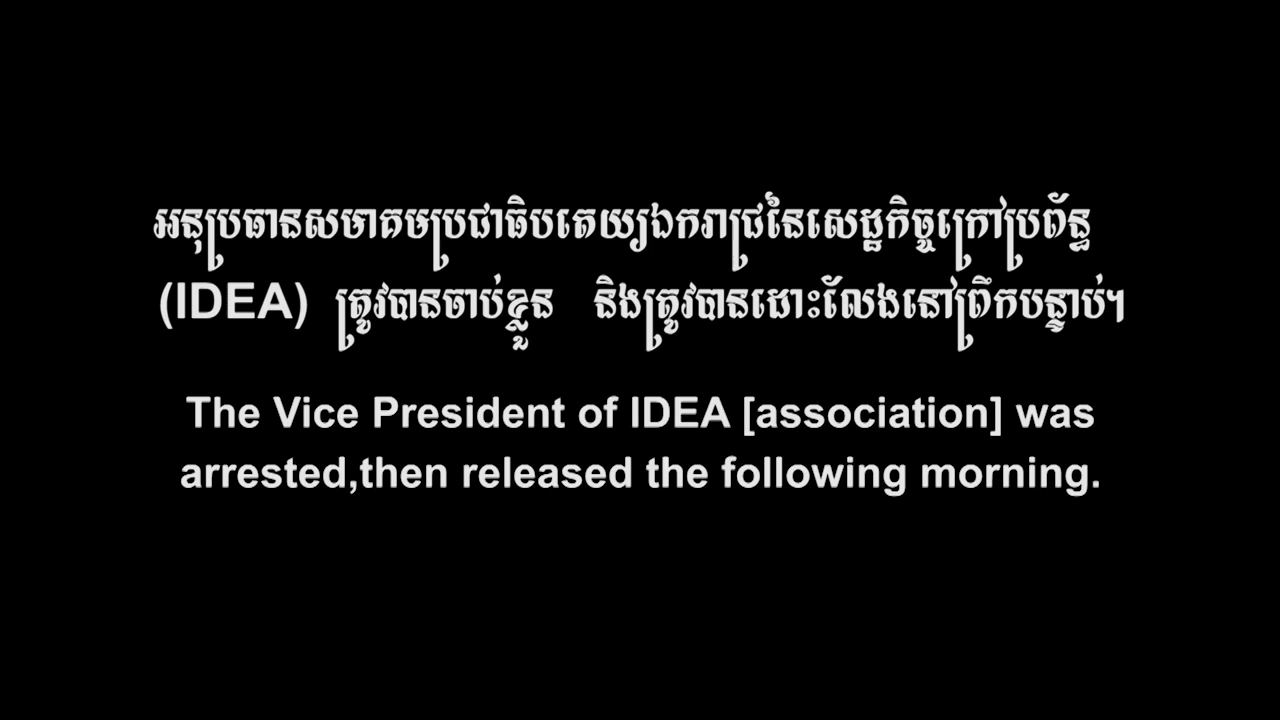 អនុប្រធានសមាគមប្រជាធិបតេយ្យឯករាជ្រនៃសេដ្ឋកិច្ចក្រៅប្រព័ន្ធ
(IDEA) ត្រូវបានចាប់ខ្លួន និងត្រូវបានដោះលែងនៅព្រឹកបន្ទាប់។
The Vice President of IDEA [association] was
arrested,then released the following morning.